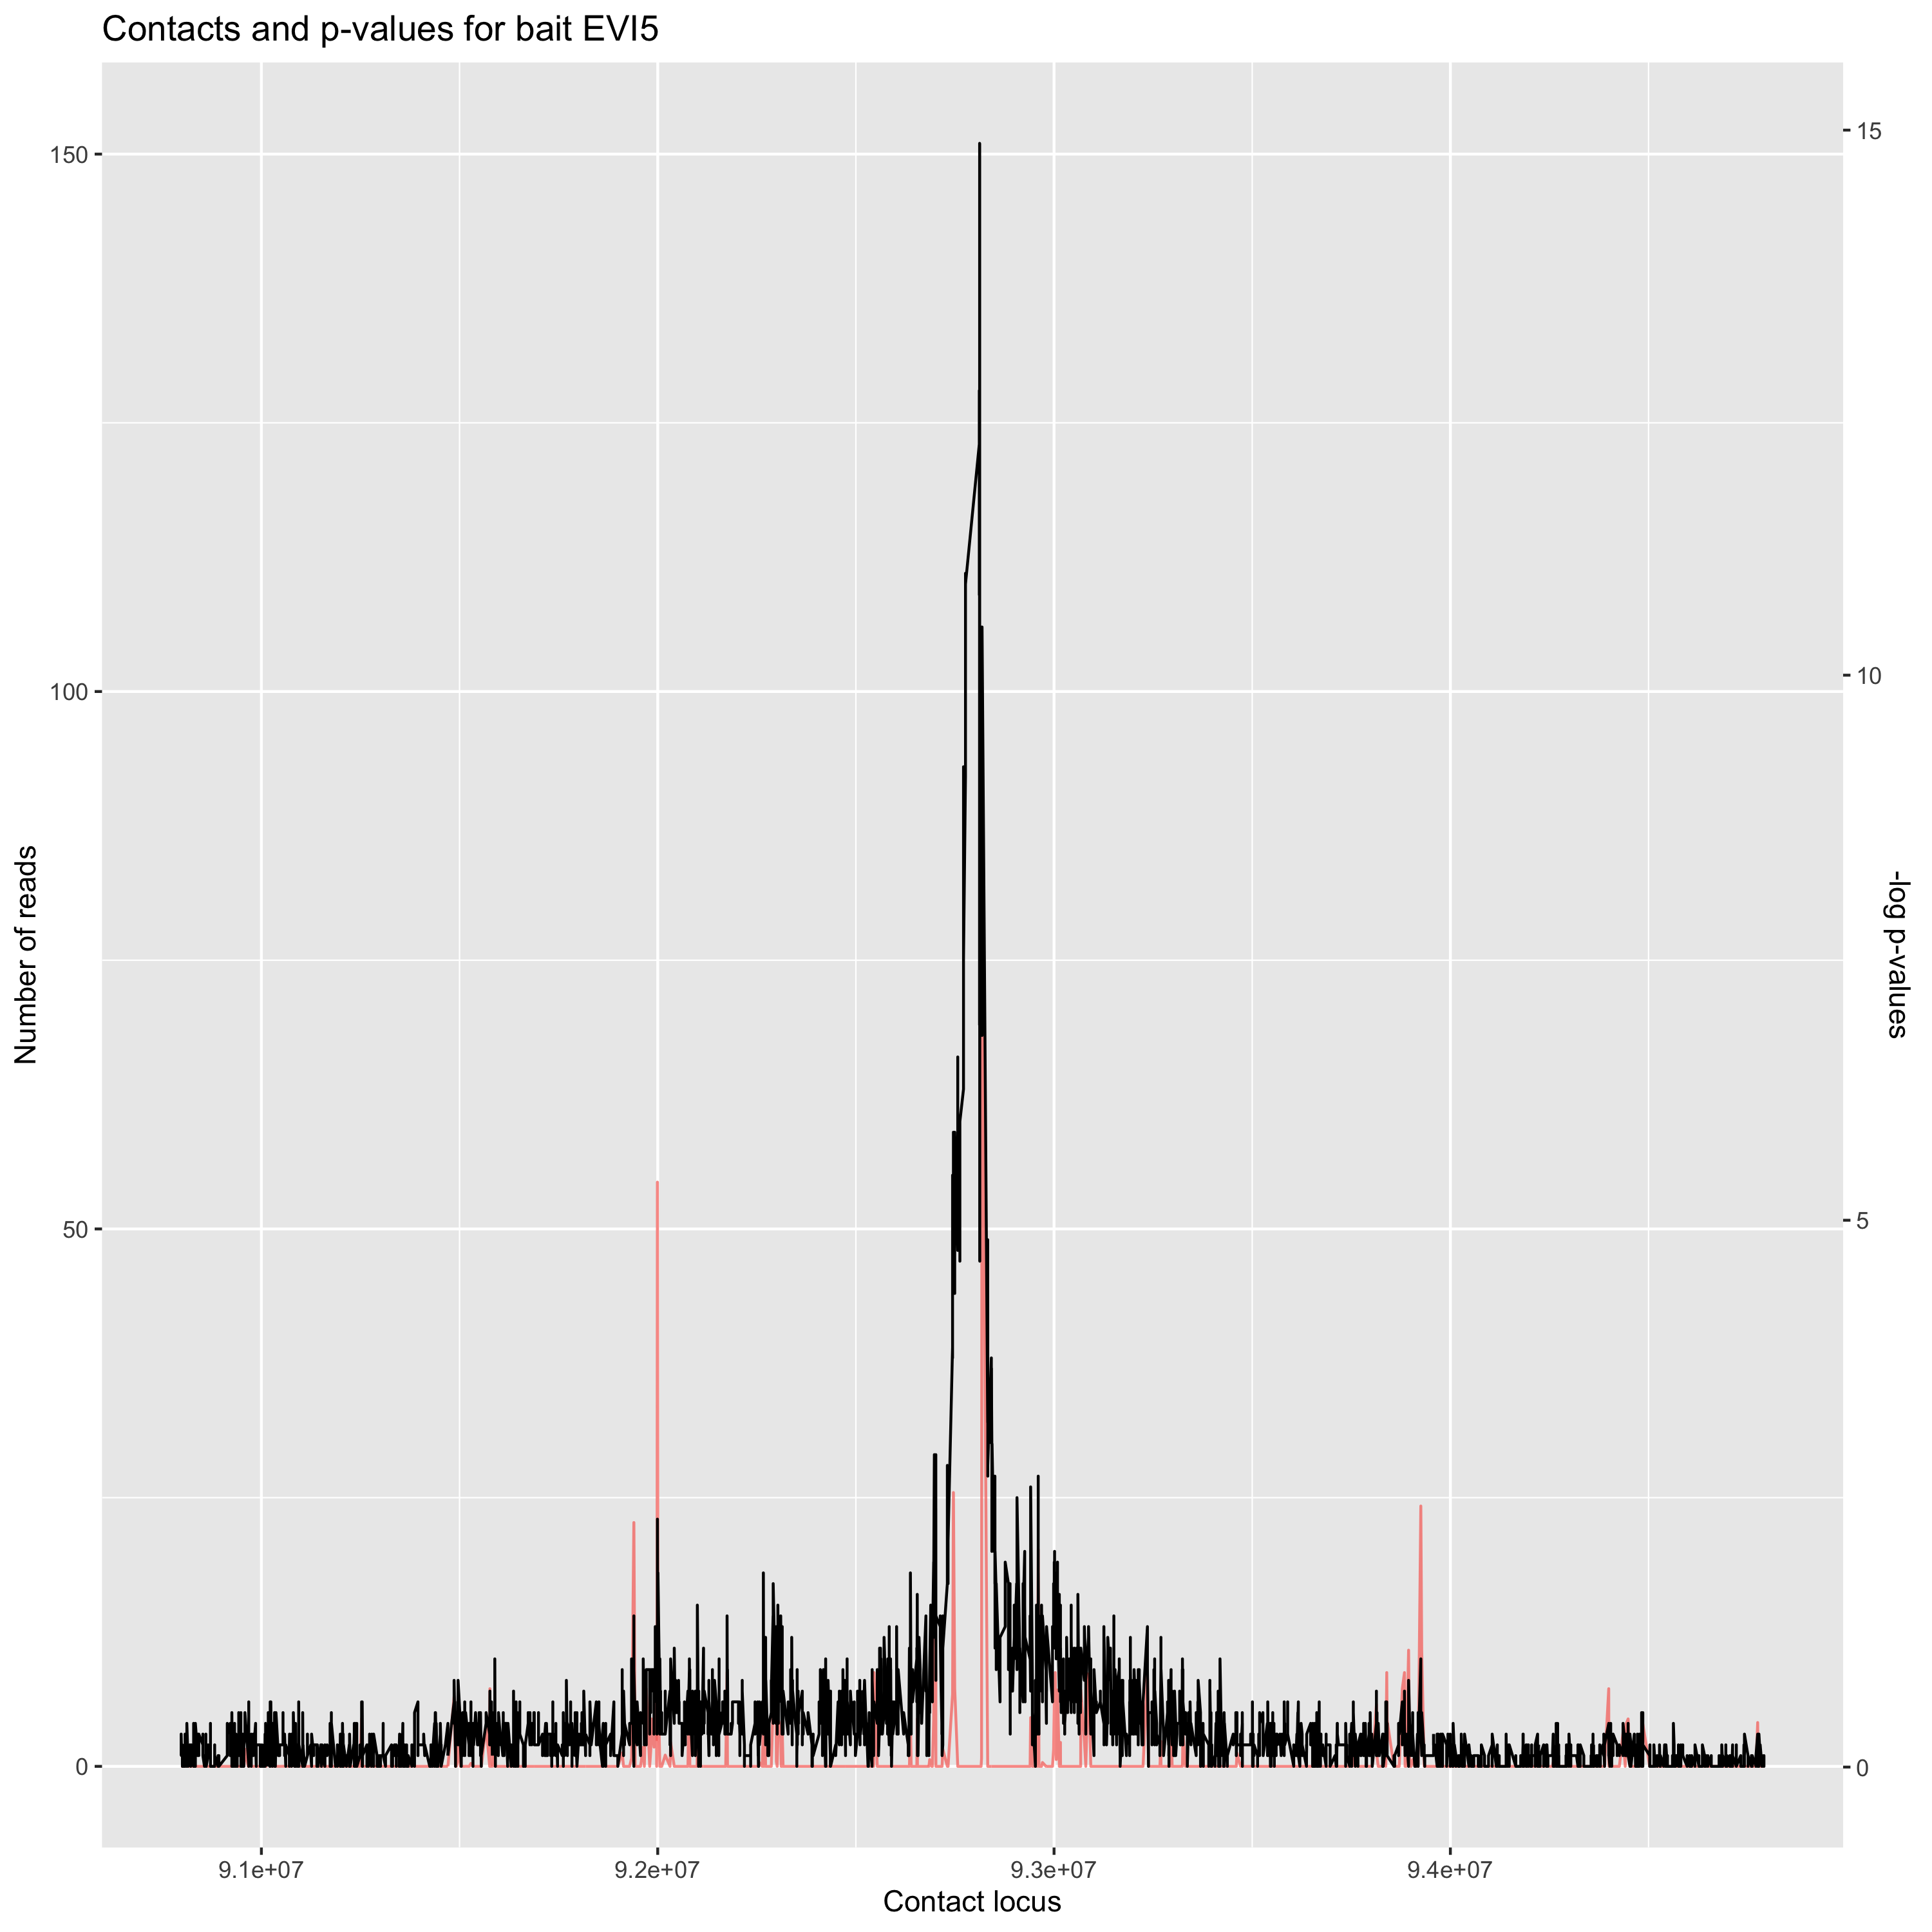 Contacts and p-values for bait EVI5
150
100
50
0
Number of reads
15
10
5
0
-log p-values
9.1e+07
9.2e+07
9.3e+07
9.4e+07
Contact locus